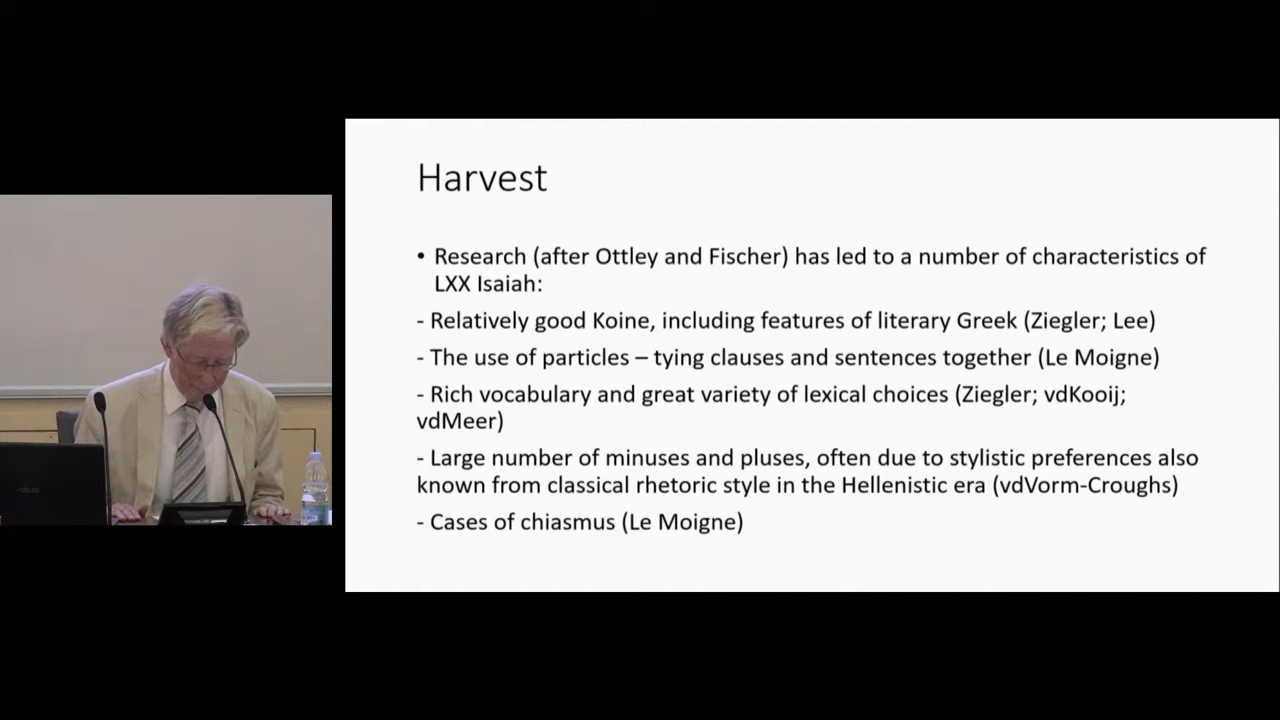 Harvest
• Research (after Ottley and Fischer) has led to a number of characteristics of
LXX Isaiah:
- Relatively good Koine, including features of literary Greek (Ziegler; Lee)
- The use of particles – tying clauses and sentences together (Le Moigne)
- Rich vocabulary and great variety of lexical choices (Ziegler; vdKooij;
vdMeer)
- Large number of minuses and pluses, often due to stylistic preferences also
known from classical rhetoric style in the Hellenistic era (vdVorm-Croughs)
- Cases of chiasmus (Le Moigne)